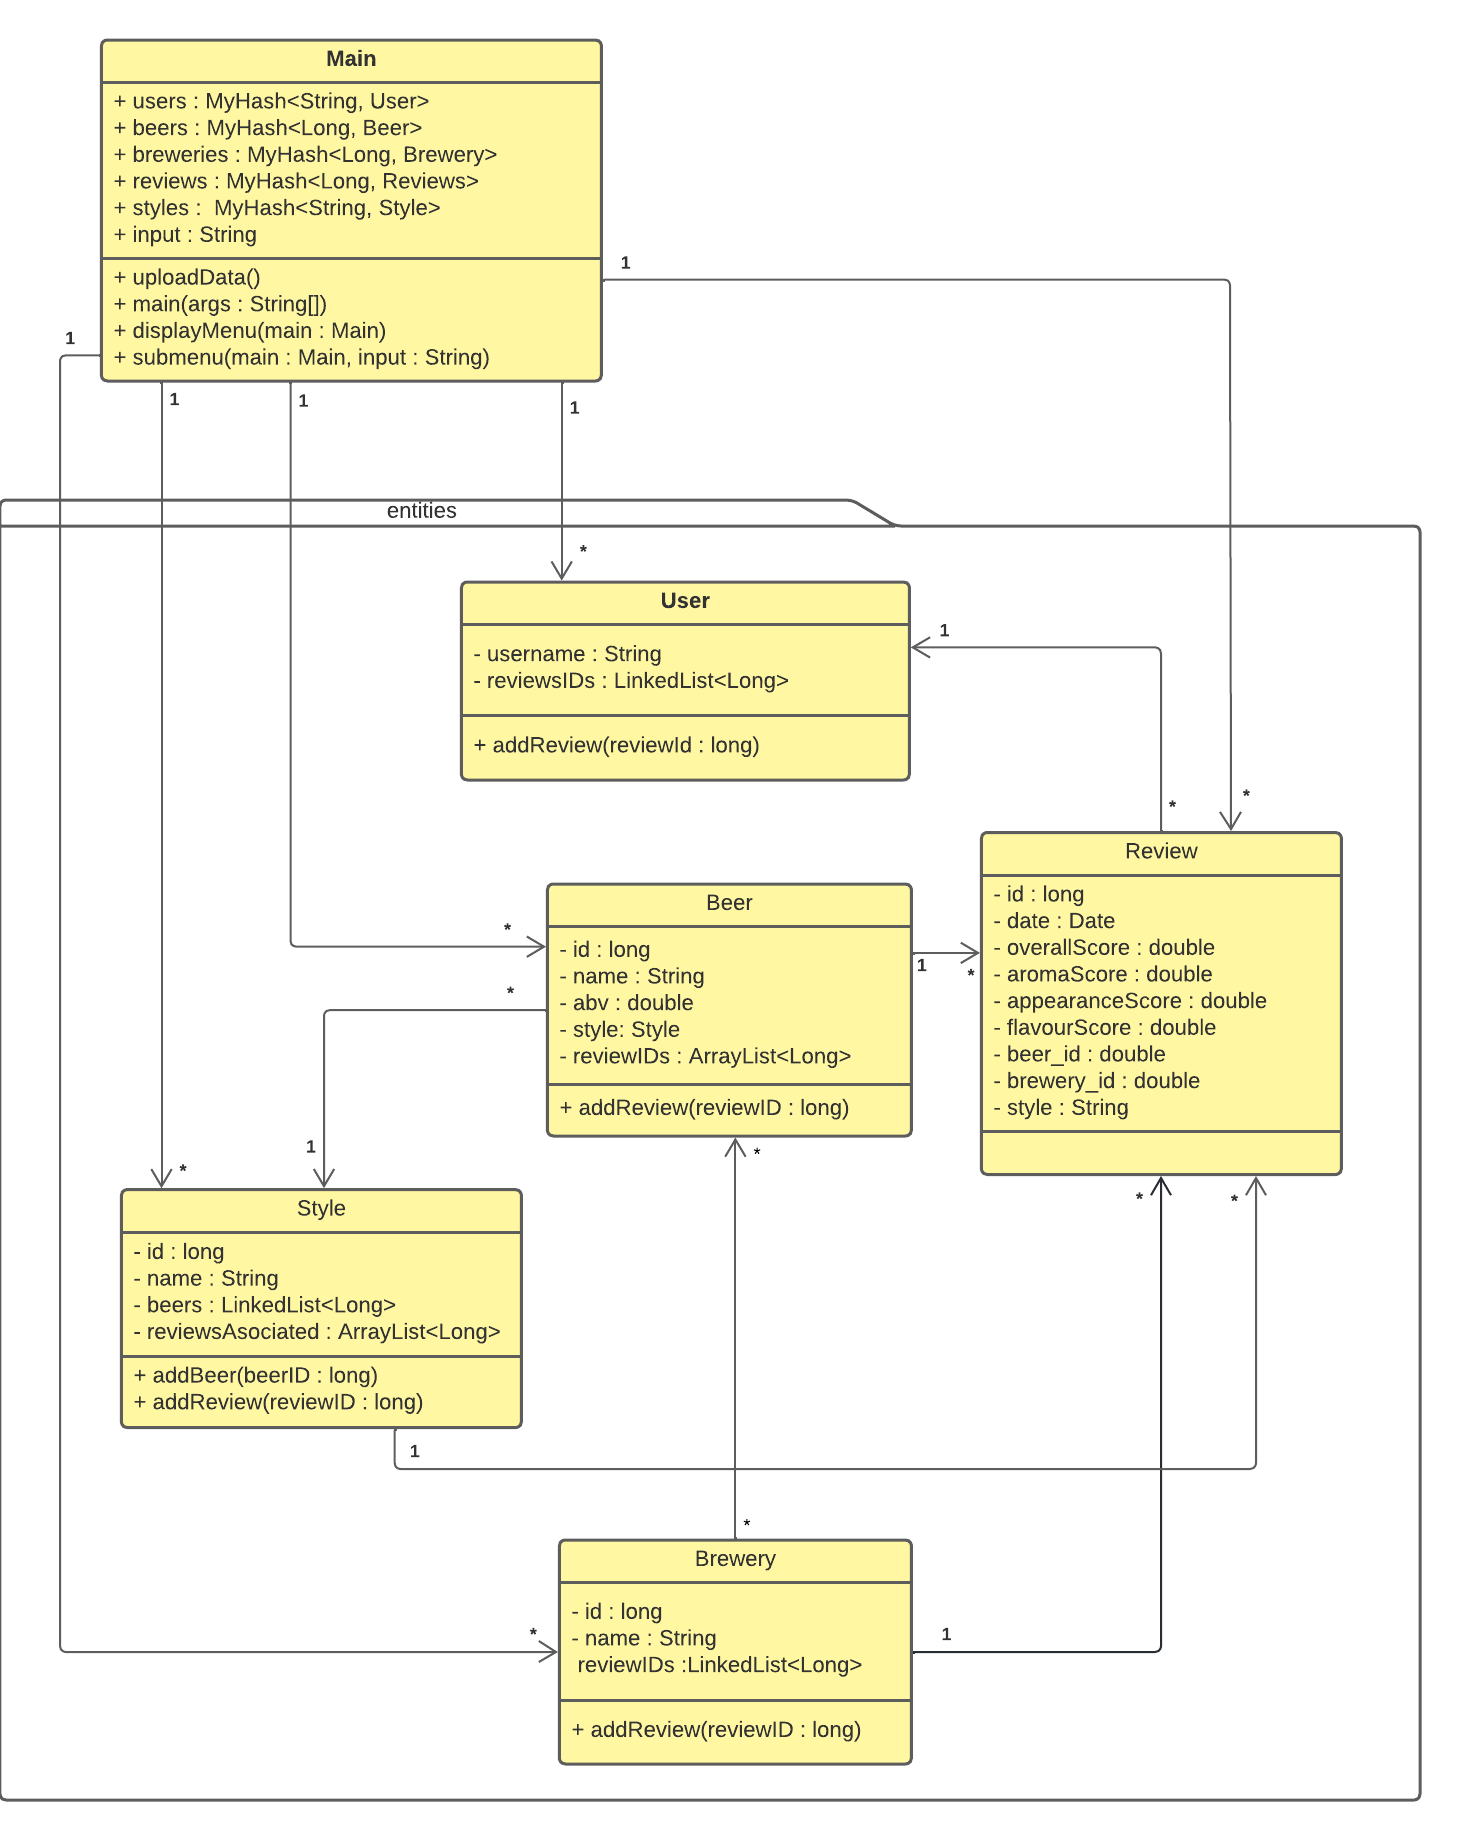 Main
+ users : MyHash<String, User>
+ beers : MyHash<Long, Beer>
+ breweries : MyHash<Long, Brewery>
+ reviews : MyHash<Long, Reviews>
+ styles :  MyHash<String, Style>
+ input : String
+ uploadData()
+ main(args : String[])
+ displayMenu(main : Main)
+ submenu(main : Main, input : String)
1
1
1
1
1
entities
*
User
- username : String
- reviewsIDs : LinkedList<Long>
+ addReview(reviewId : long)
1
*
*
Review
- id : long
- date : Date
- overallScore : double
- aromaScore : double
- appearanceScore : double
- flavourScore : double
- beer_id : double
- brewery_id : double
- style : String
*
Beer
- id : long
- name : String
- abv : double
- style: Style
- reviewIDs : ArrayList<Long>
+ addReview(reviewID : long)
1
*
*
1
*
*
*
*
Style
- id : long
- name : String
- beers : LinkedList<Long>
- reviewsAsociated : ArrayList<Long>
+ addBeer(beerID : long)
+ addReview(reviewID : long)
1
*
Brewery
- id : long
- name : String
reviewIDs :LinkedList<Long>
+ addReview(reviewID : long)
*
1